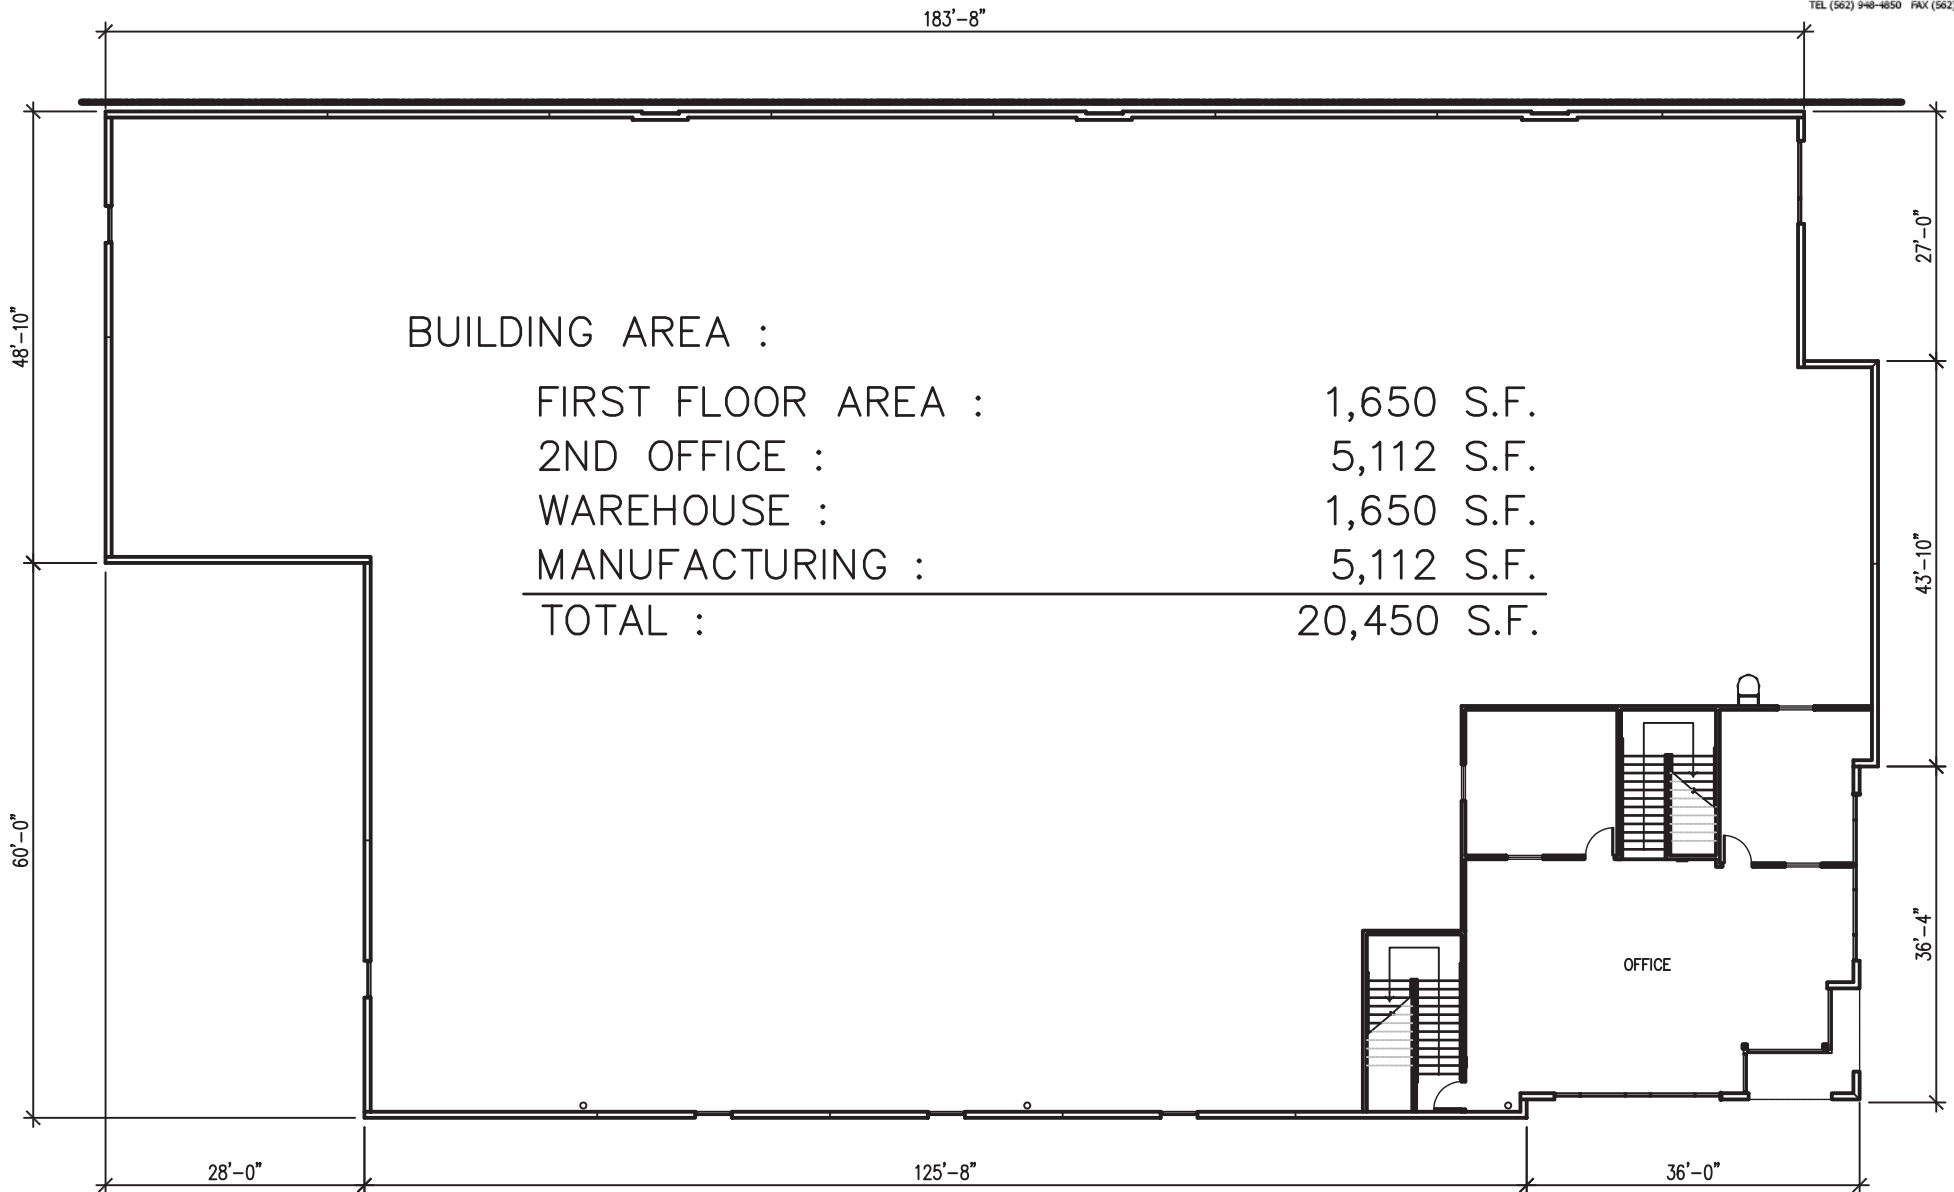 TEL (562) 948-4850 FAX (562)
183'-8"
27'-0"
48'-10"
BUILDING AREA :
FIRST FLOOR AREA : 1,650 S.F.
2ND OFFICE : 5,112 S.F.
WAREHOUSE : 1,650 S.F.
MANUFACTURING : 5,112 S.F.
TOTAL : 20,450 S.F.
43'-10"
60'-0"
36'-4"
OFFICE
28'-0"
125'-8"
36'-0"